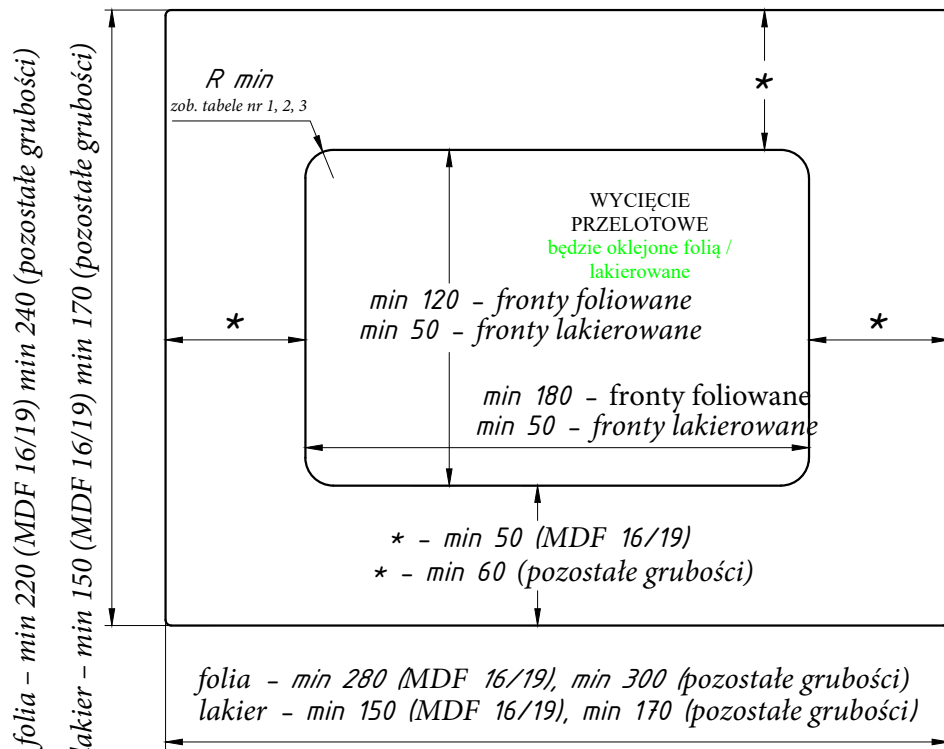 folia – min 220 (MDF 16/19) min 240 (pozostałe grubości)
lakier – min 150 (MDF 16/19) min 170 (pozostałe grubości)
R min
zob. tabele nr 1, 2, 3
*
WYCIĘCIE
PRZELOTOWE
będzie oklejone folią /
lakierowane
min 120 – fronty foliowane
min 50 – fronty lakierowane
*
*
min 180 – fronty foliowane
min 50 – fronty lakierowane
* – min 50 (MDF 16/19)
* – min 60 (pozostałe grubości)
folia – min 280 (MDF 16/19), min 300 (pozostałe grubości)
lakier – min 150 (MDF 16/19), min 170 (pozostałe grubości)